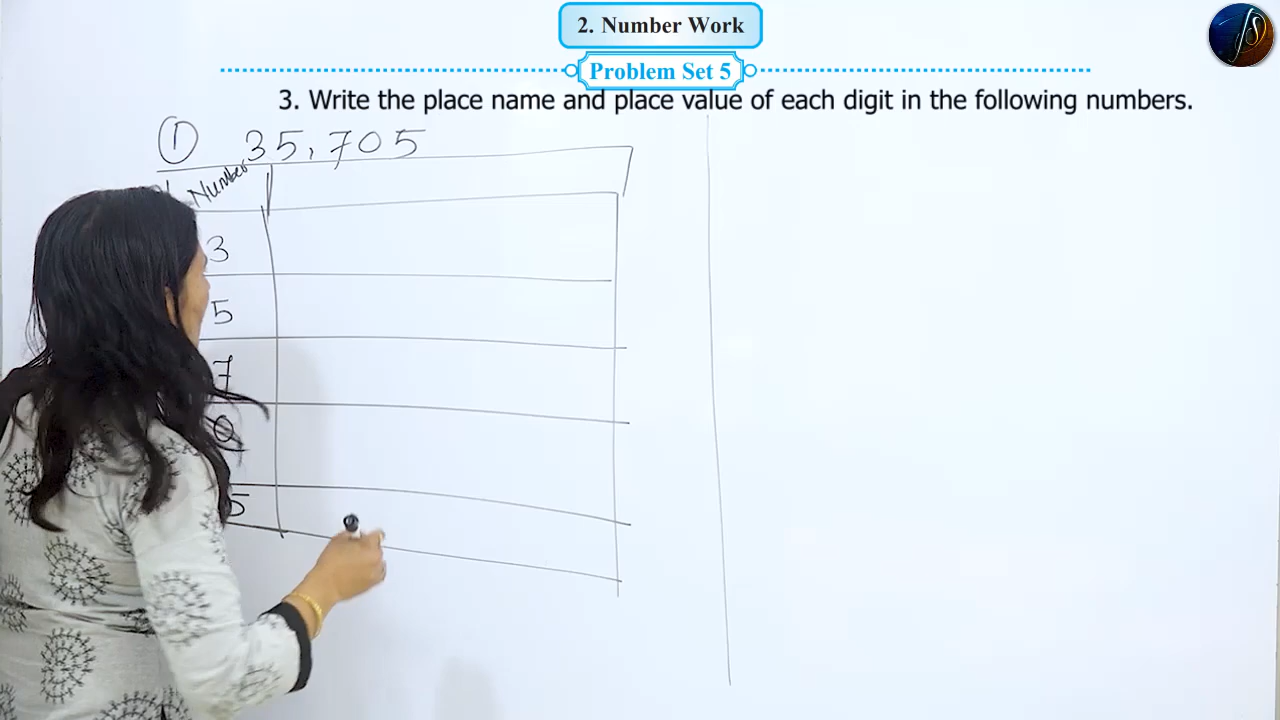 2. Number Work
Problem Set 5
3. Write the place name and place value of each digit in the following numbers.
① 35,705
Number
3
5
7
0
5